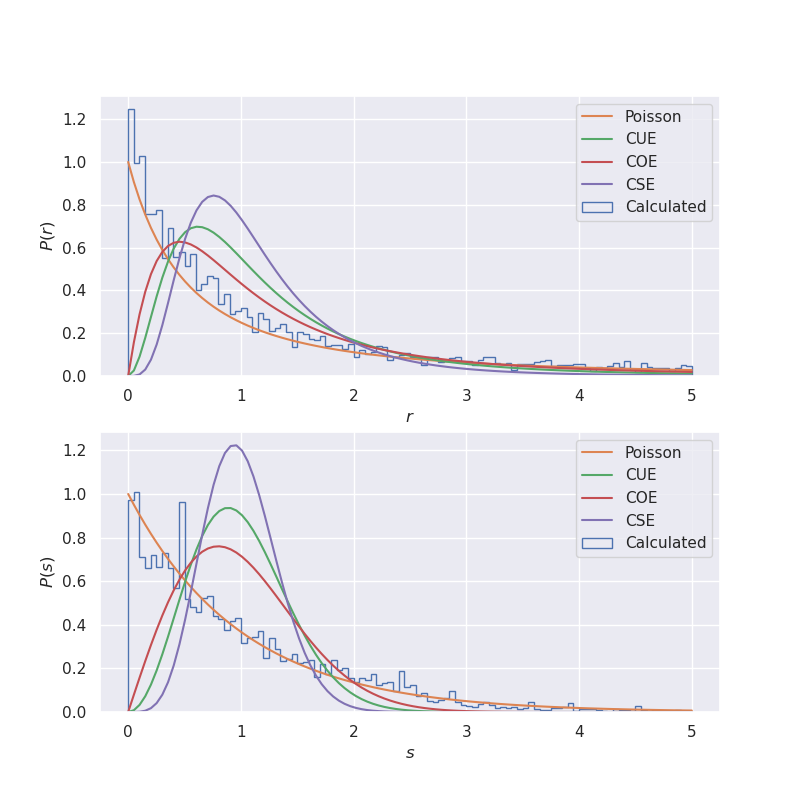 1.2
1.0
0.8
0.6
0.4
0.2
0.0
P(r)
Poisson
CUE
COE
CSE
Calculated
0 1 2 3 4 5
r
1.2
1.0
0.8
0.6
0.4
0.2
0.0
P(s)
Poisson
CUE
COE
CSE
Calculated
0 1 2 3 4 5
s